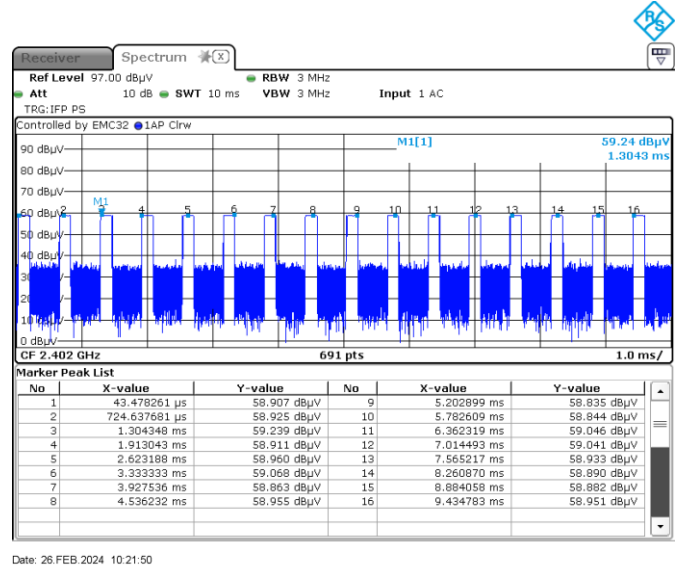 R&S
Receiver Spectrum X
Ref Level 97.00 dBµV RBW 3 MHz
Att 10 dB SWT 10 ms VBW 3 MHz Input 1 AC
TRG:IFP PS
Controlled by EMC32 1AP Clrw
M1[1] 59.24 dBµV
1.3043 ms
90 dBµV
80 dBµV
70 dBµV
M1
60 dBµV 2 3 4 5 6 7 8 9 10 11 12 13 14 15 16
50 dBµV
40 dBµV
30
20
10
0 dBµV
CF 2.402 GHz 691 pts 1.0 ms/
Marker Peak List
No X-value Y-value No X-value Y-value
1 43.478261 µs 58.907 dBµV 9 5.202899 ms 58.835 dBµV
2 724.637681 µs 58.925 dBµV 10 5.782609 ms 58.844 dBµV
3 1.304348 ms 59.239 dBµV 11 6.362319 ms 59.046 dBµV
4 1.913043 ms 58.911 dBµV 12 7.014493 ms 59.041 dBµV
5 2.623188 ms 58.960 dBµV 13 7.565217 ms 58.933 dBµV
6 3.333333 ms 59.068 dBµV 14 8.260870 ms 58.890 dBµV
7 3.927536 ms 58.863 dBµV 15 8.884058 ms 58.882 dBµV
8 4.536232 ms 58.955 dBµV 16 9.434783 ms 58.951 dBµV
Date: 26.FEB.2024 10:21:50